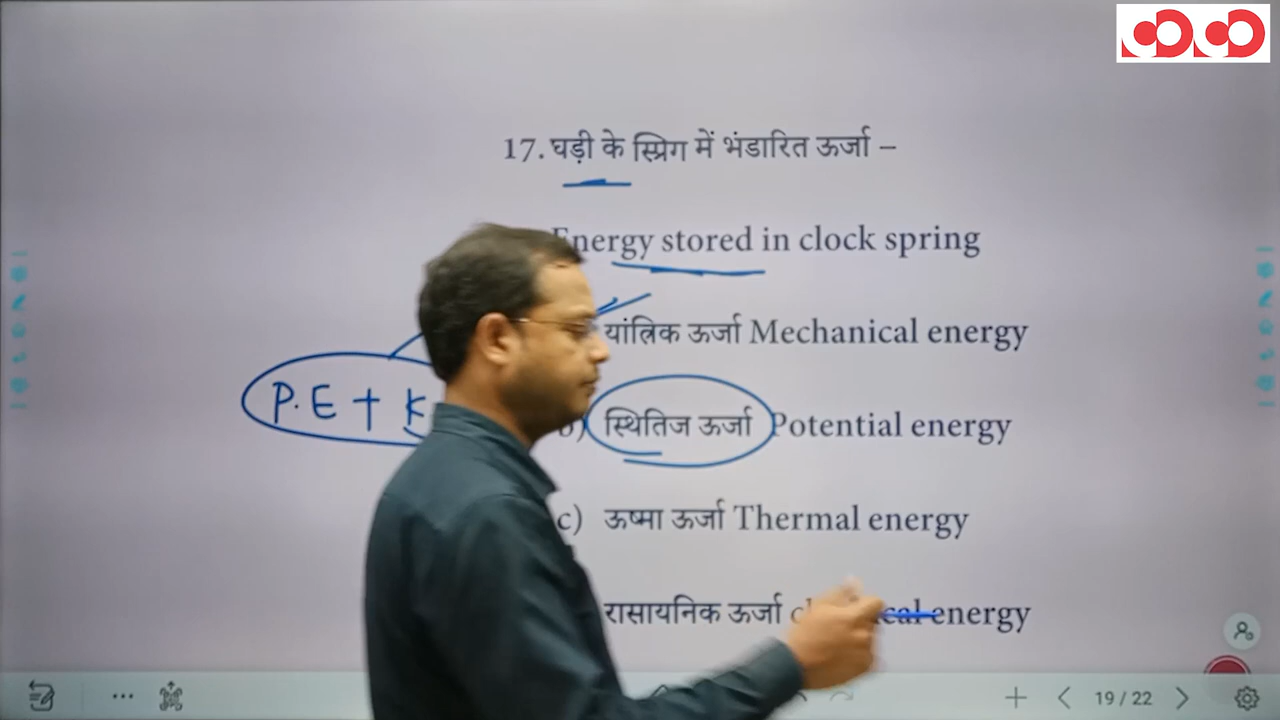 17. घड़ी के स्प्रिग में भंडारित ऊर्जा –
Energy stored in clock spring
यांत्रिक ऊर्जा Mechanical energy
P.E + K
b) स्थितिज ऊर्जा Potential energy
c) ऊष्मा ऊर्जा Thermal energy
रासायनिक ऊर्जा energy
19 / 22